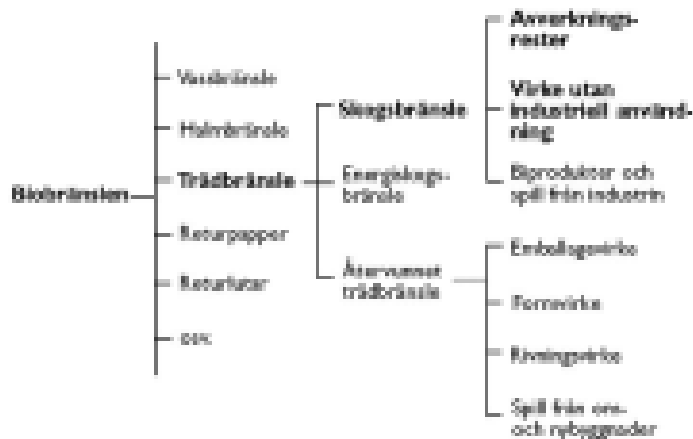 Biobränslen
Vassbränsle
Halmbränsle
Trädbränsle
Returpapper
Returlutar
osv.
Skogsbränsle
Energiskogs-
bränsle
Återvunnet
trädbränsle
Avverknings-
rester
Virke utan
industriell använd-
ning
Biprodukter och
spill från industrin
Emballagevirke
Formvirke
Rivningsvirke
Spill från om-
och nybyggnader